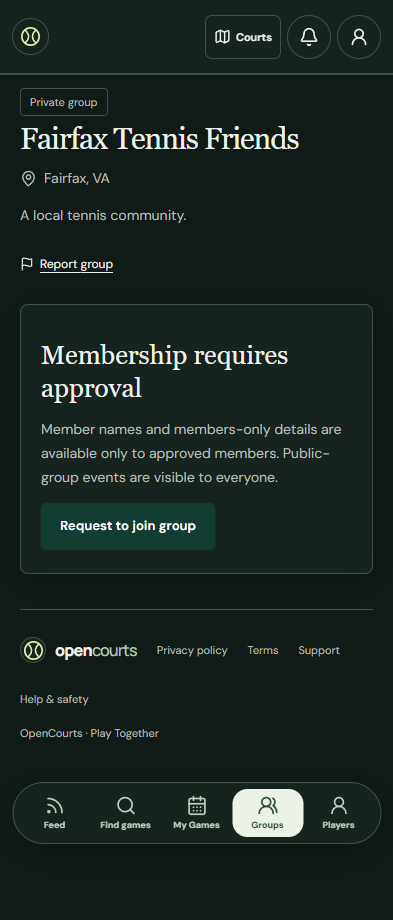 Courts
Private group
Fairfax Tennis Friends
Fairfax, VA
A local tennis community.
Report group
Membership requires
approval
Member names and members-only details are
available only to approved members. Public-
group events are visible to everyone.
Request to join group
opencourts Privacy policy Terms Support
Help & safety
OpenCourts · Play Together
Feed Find games My Games Groups Players